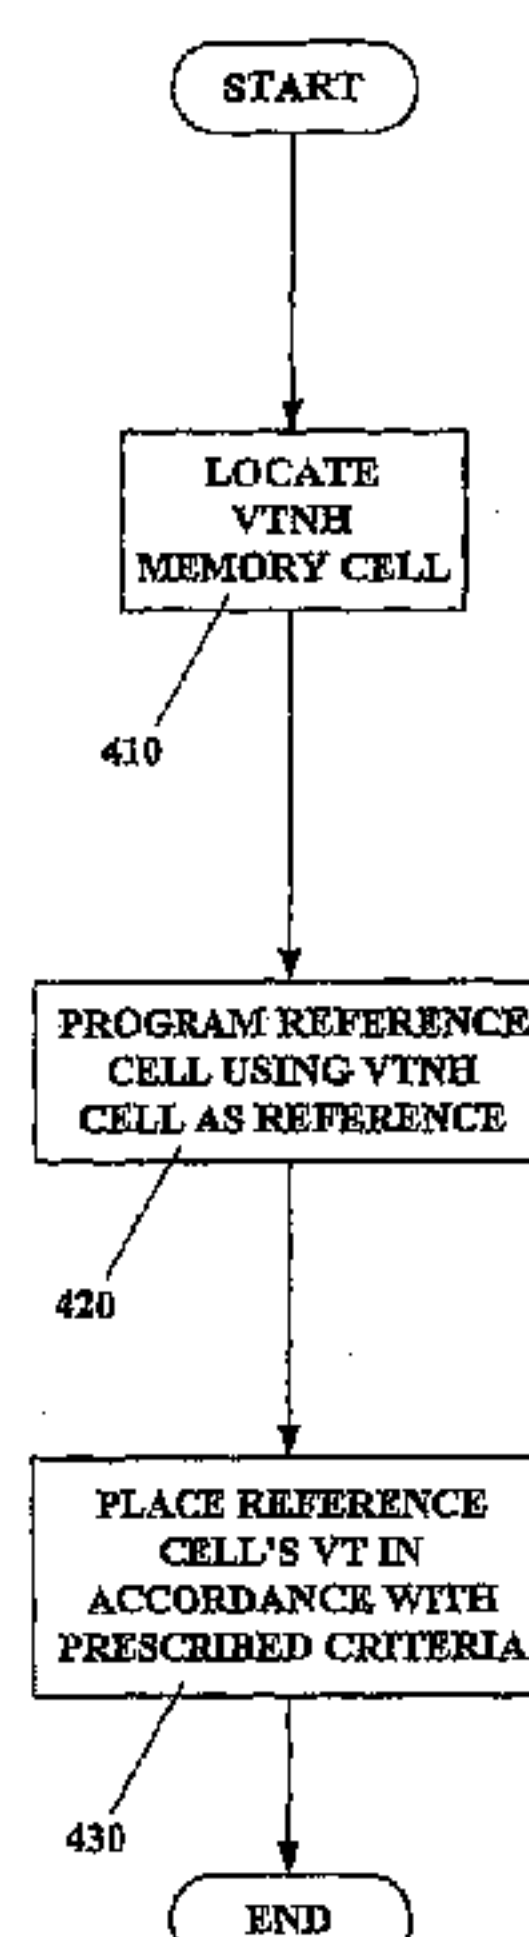 START
LOCATE
VTNH
MEMORY CELL
410
PROGRAM REFERENCE
CELL USING VTNH
CELL AS REFERENCE
420
PLACE REFERENCE
CELL'S VT IN
ACCORDANCE WITH
PRESCRIBED CRITERIA
430
END